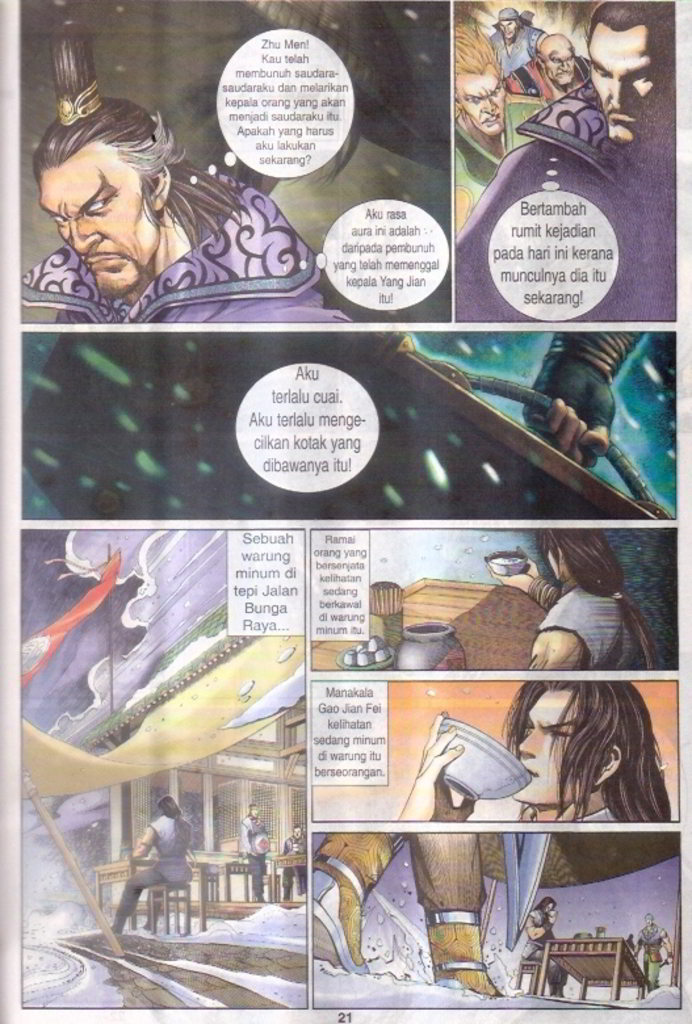 Zhu Men!
Kau telah
membunuh saudara-
saudaraku dan melarikan
kepala orang yang akan
menjadi saudaraku itu.
Apakah yang harus
aku lakukan
sekarang?
Aku rasa
aura ini adalah
daripada pembunuh
yang telah memenggal
kepala Yang Jian
itu!
Bertambah
rumit kejadian
pada hari ini kerana
munculnya dia itu
sekarang!
Aku
terlalu cuai.
Aku terlalu menge-
cilkan kotak yang
dibawanya itu!
Sebuah
warung
minum di
tepi Jalan
Bunga
Raya...
Ramai
orang yang
bersenjata
kelihatan
sedang
berkawal
di warung
minum itu.
Manakala
Gao Jian Fei
kelihatan
sedang minum
di warung itu
berseorangan.
21